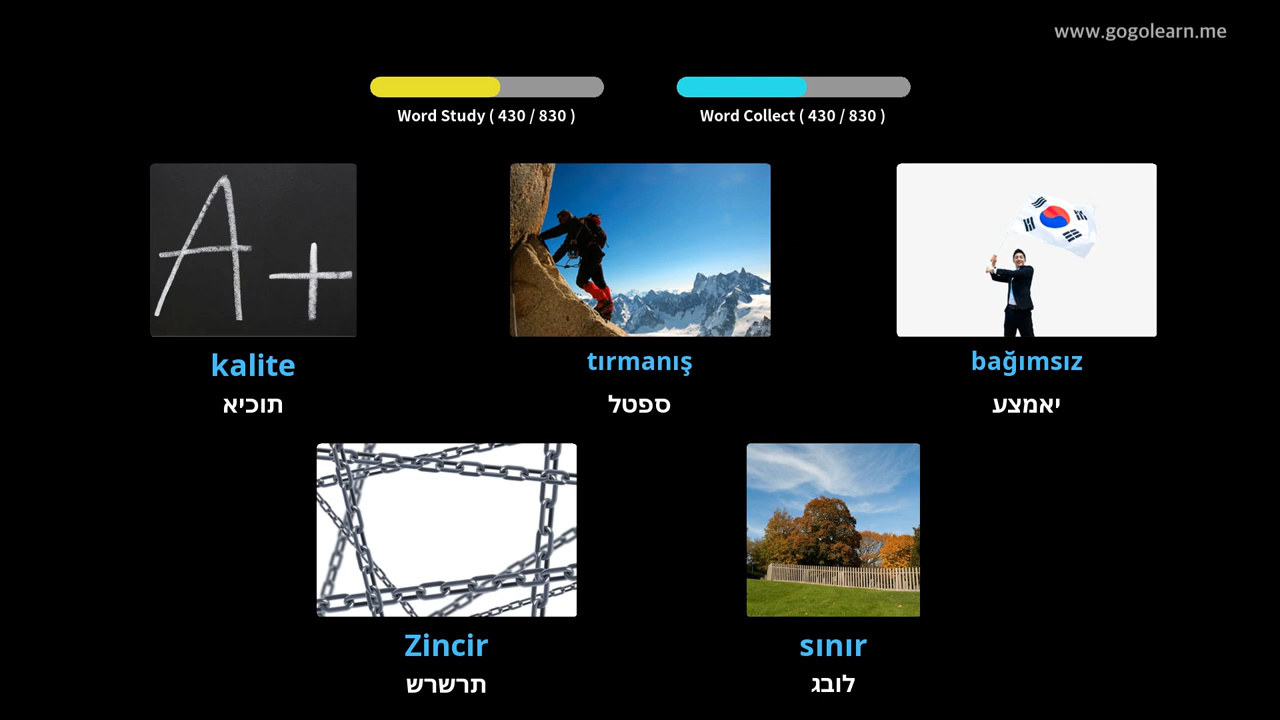 www.gogolearn.me
Word Study ( 430 / 830 )
Word Collect ( 430 / 830 )
A+
kalite
תוכיא
tırmanış
ספטל
bağımsız
יאמצע
Zincir
תרשרש
sınır
לובג